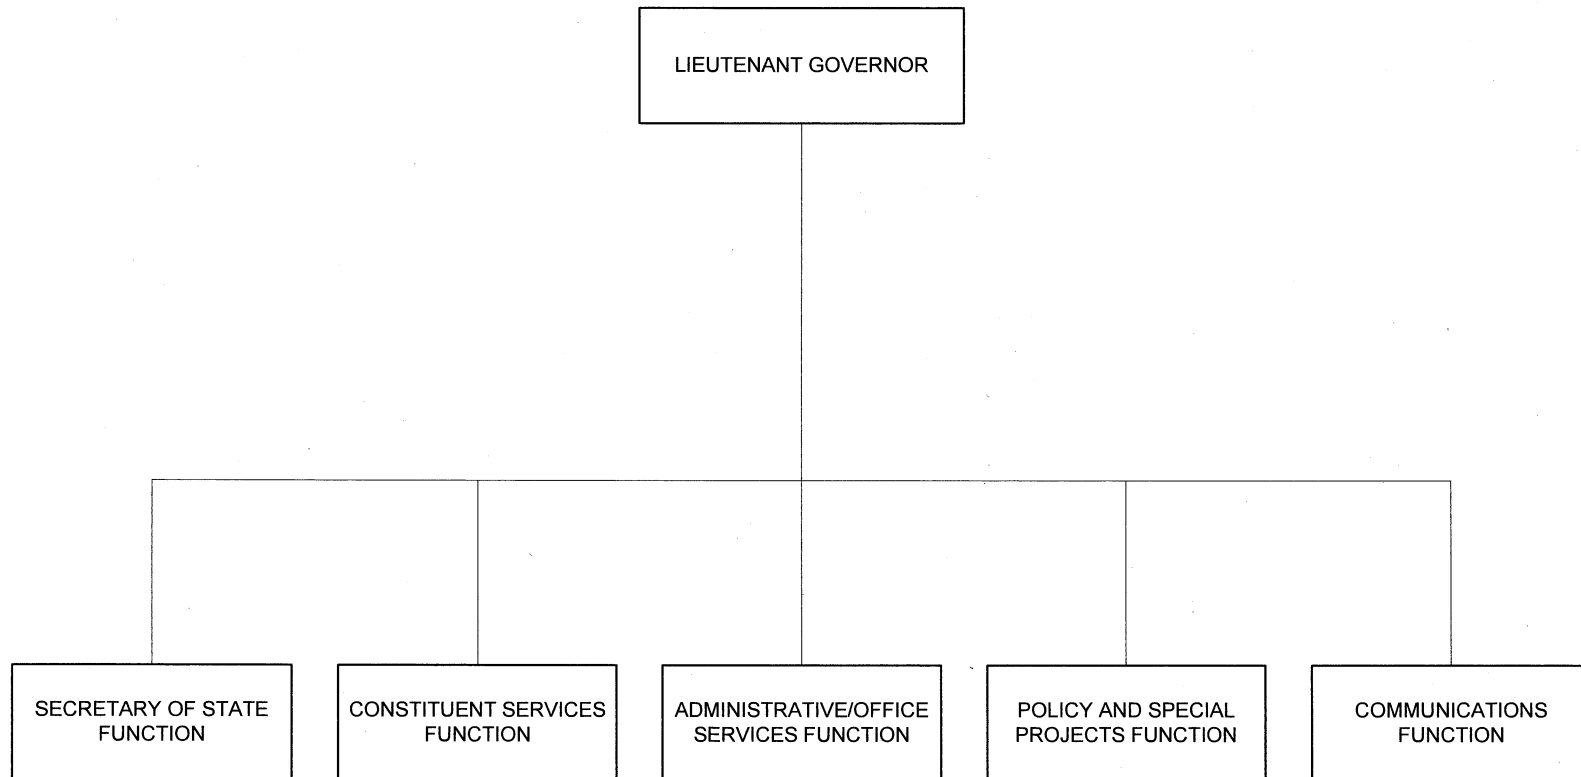 LIEUTENANT GOVERNOR
SECRETARY OF STATE
FUNCTION
CONSTITUENT SERVICES
FUNCTION
ADMINISTRATIVE/OFFICE
SERVICES FUNCTION
POLICY AND SPECIAL
PROJECTS FUNCTION
COMMUNICATIONS
FUNCTION